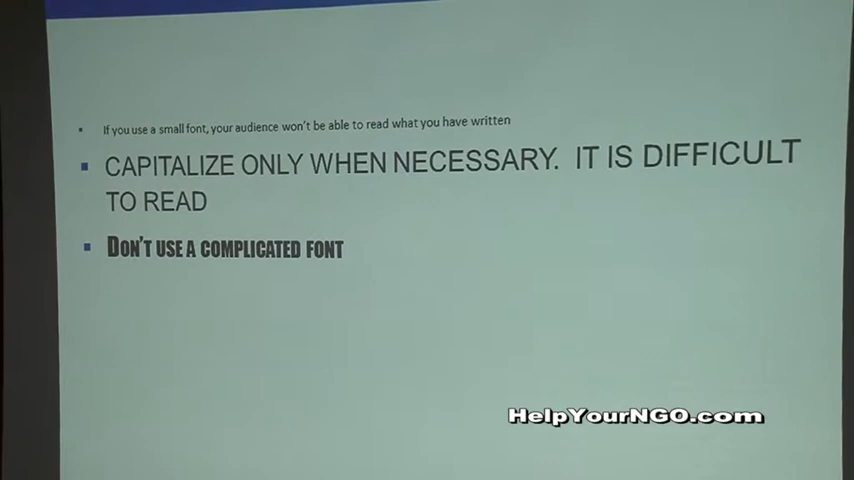 If you use a small font, your audience won't be able to read what you have written
CAPITALIZE ONLY WHEN NECESSARY. IT IS DIFFICULT
TO READ
DON'T USE A COMPLICATED FONT
HelpYourNGO.com